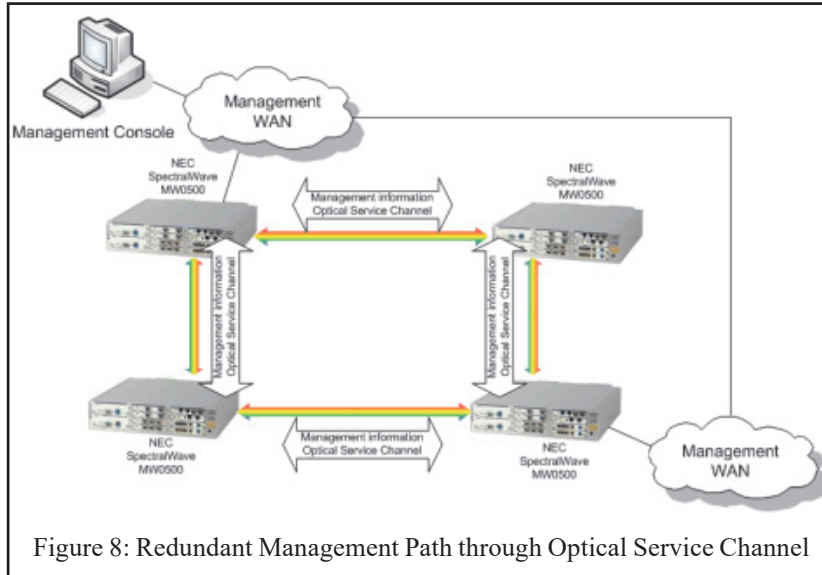 Management
WAN
Management Console
NEC
SpectralWave
MW0500
NEC
SpectralWave
MW0500
Management information
Optical Service Channel
Management information
Optical Service Channel
Management information
Optical Service Channel
Management information
Optical Service Channel
NEC
SpectralWave
MW0500
NEC
SpectralWave
MW0500
Management
WAN
Figure 8: Redundant Management Path through Optical Service Channel